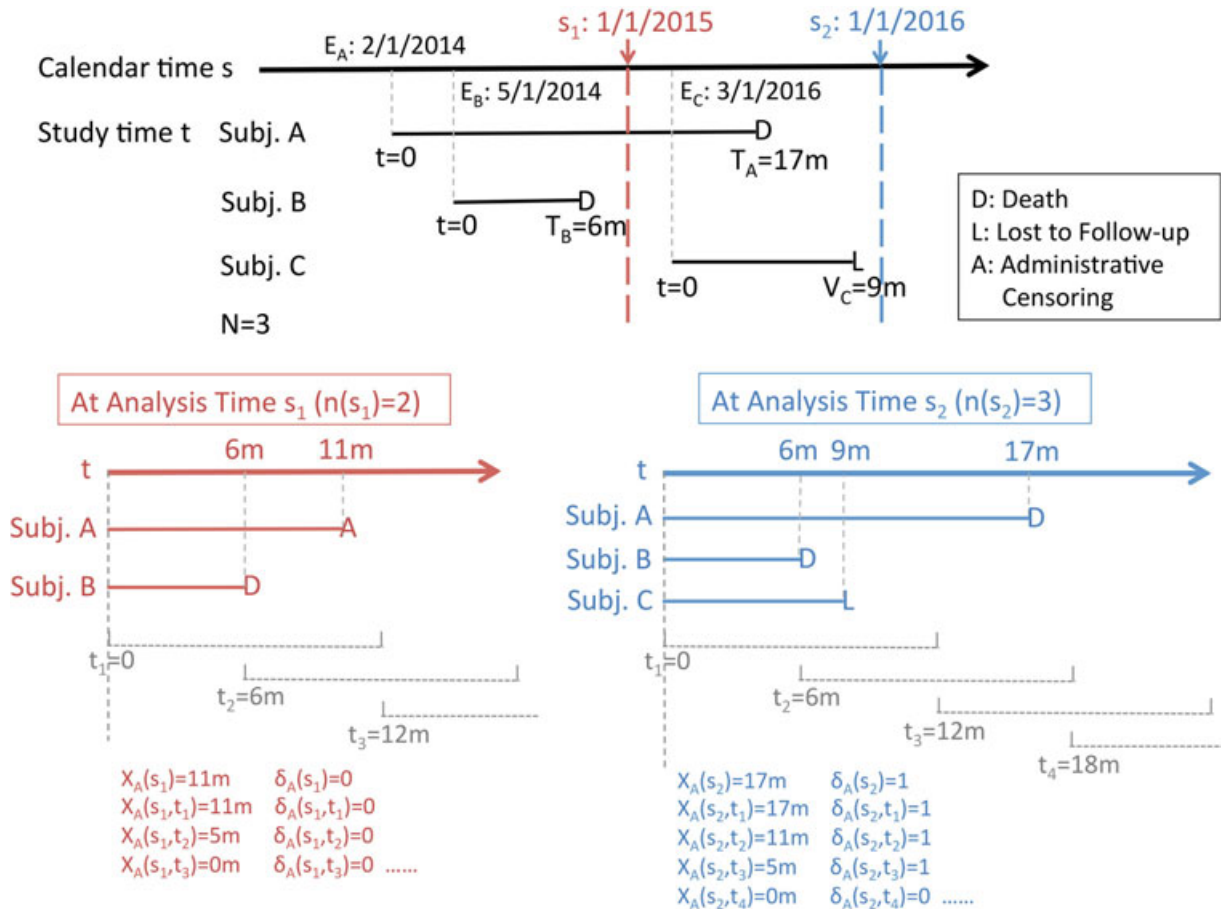 s₁: 1/1/2015
s₂: 1/1/2016
E_A: 2/1/2014
Calendar time s
E_B: 5/1/2014
E_C: 3/1/2016
Study time t
Subj. A
D
t=0
T_A=17m
Subj. B
D
t=0
T_B=6m
Subj. C
L
t=0
V_C=9m
N=3
D: Death
L: Lost to Follow-up
A: Administrative
Censoring
At Analysis Time s₁ (n(s₁)=2)
6m 11m
t
Subj. A
A
Subj. B
D
t₁=0
t₂=6m
t₃=12m
X_A(s₁)=11m δ_A(s₁)=0
X_A(s₁,t₁)=11m δ_A(s₁,t₁)=0
X_A(s₁,t₂)=5m δ_A(s₁,t₂)=0
X_A(s₁,t₃)=0m δ_A(s₁,t₃)=0 ......
At Analysis Time s₂ (n(s₂)=3)
6m 9m 17m
t
Subj. A
D
Subj. B
D
Subj. C
L
t₁=0
t₂=6m
t₃=12m
t₄=18m
X_A(s₂)=17m δ_A(s₂)=1
X_A(s₂,t₁)=17m δ_A(s₂,t₁)=1
X_A(s₂,t₂)=11m δ_A(s₂,t₂)=1
X_A(s₂,t₃)=5m δ_A(s₂,t₃)=1
X_A(s₂,t₄)=0m δ_A(s₂,t₄)=0 ......